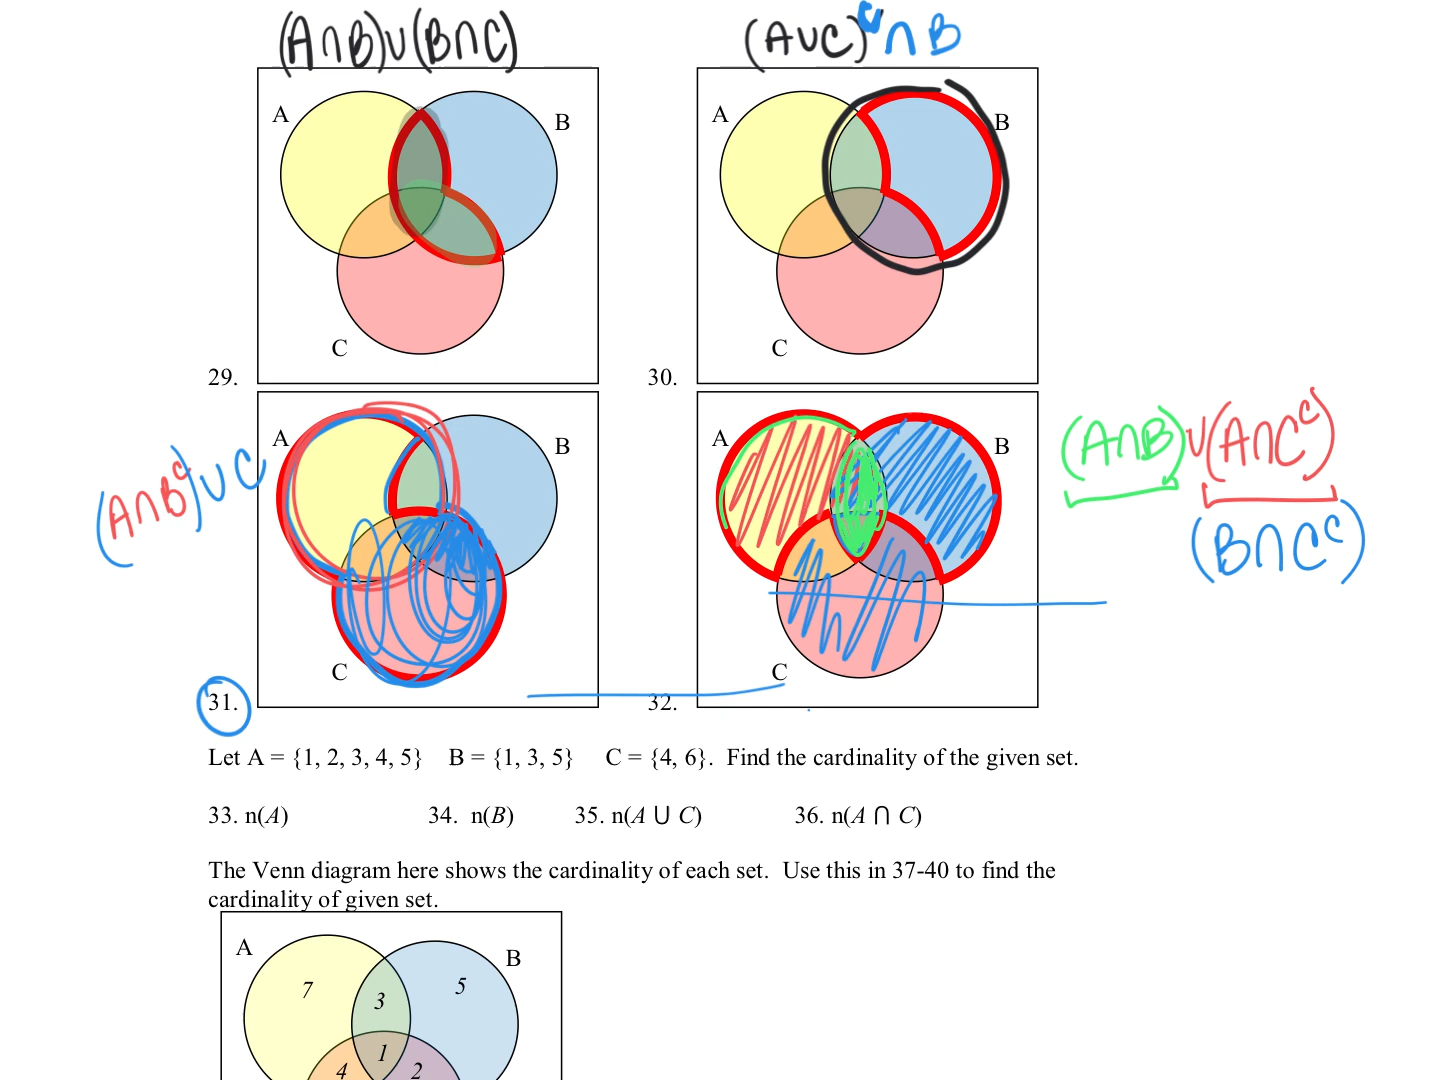 (A∩B)∪(B∩C)
(A∪C)ᶜ∩B
A
B
C
29.
A
B
C
30.
(A∩Bᶜ)∪C
A
B
C
31.
A
B
C
32.
(A∩B)∪(A∩Cᶜ)
(B∩Cᶜ)
Let A = {1, 2, 3, 4, 5} B = {1, 3, 5} C = {4, 6}. Find the cardinality of the given set.
33. n(A) 34. n(B) 35. n(A ∪ C) 36. n(A ∩ C)
The Venn diagram here shows the cardinality of each set. Use this in 37-40 to find the
cardinality of given set.
A
B
7 3 5
1
4 2